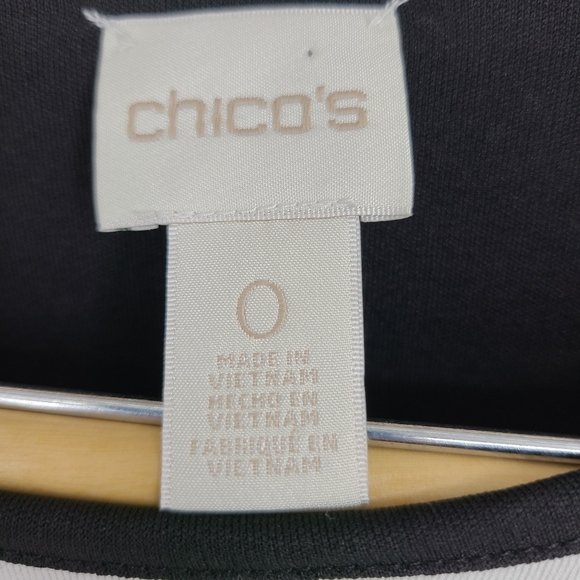 chico's
0
MADE IN
VIETNAM
HECHO EN
VIETNAM
FABRIQUE EN
VIETNAM